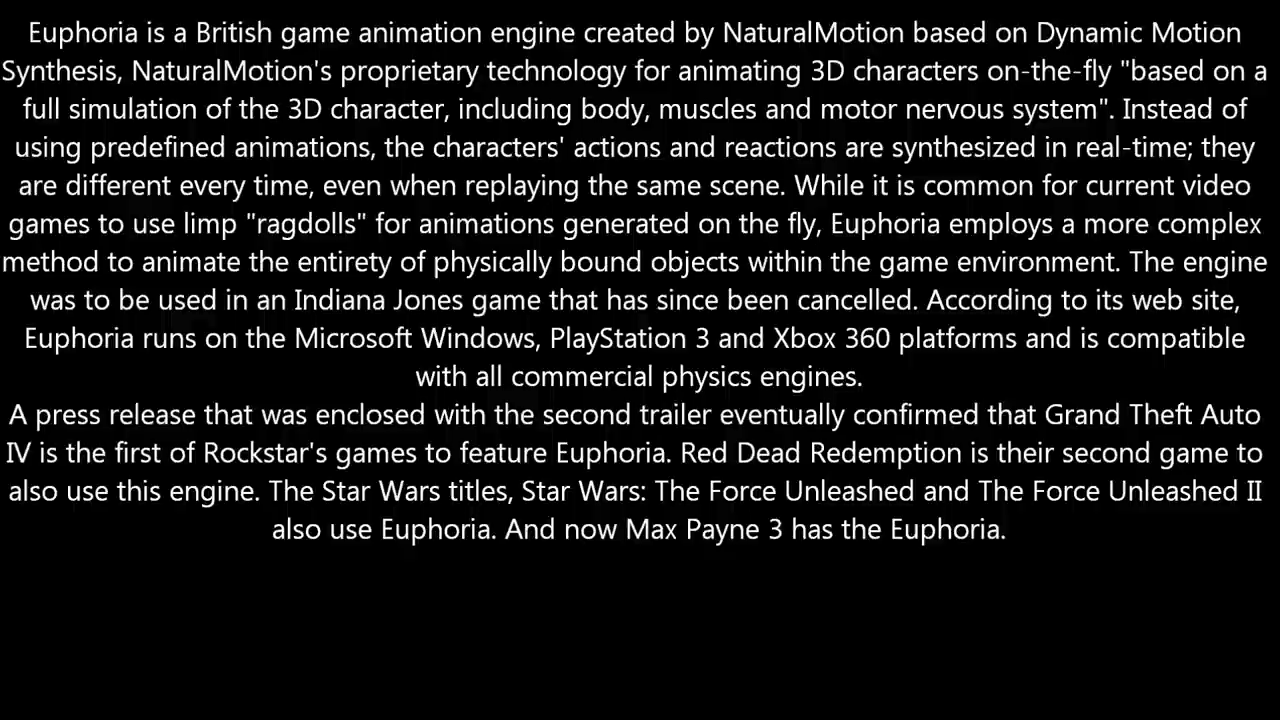 Euphoria is a British game animation engine created by NaturalMotion based on Dynamic Motion
Synthesis, NaturalMotion's proprietary technology for animating 3D characters on-the-fly "based on a
full simulation of the 3D character, including body, muscles and motor nervous system". Instead of
using predefined animations, the characters' actions and reactions are synthesized in real-time; they
are different every time, even when replaying the same scene. While it is common for current video
games to use limp "ragdolls" for animations generated on the fly, Euphoria employs a more complex
method to animate the entirety of physically bound objects within the game environment. The engine
was to be used in an Indiana Jones game that has since been cancelled. According to its web site,
Euphoria runs on the Microsoft Windows, PlayStation 3 and Xbox 360 platforms and is compatible
with all commercial physics engines.
A press release that was enclosed with the second trailer eventually confirmed that Grand Theft Auto
IV is the first of Rockstar's games to feature Euphoria. Red Dead Redemption is their second game to
also use this engine. The Star Wars titles, Star Wars: The Force Unleashed and The Force Unleashed II
also use Euphoria. And now Max Payne 3 has the Euphoria.